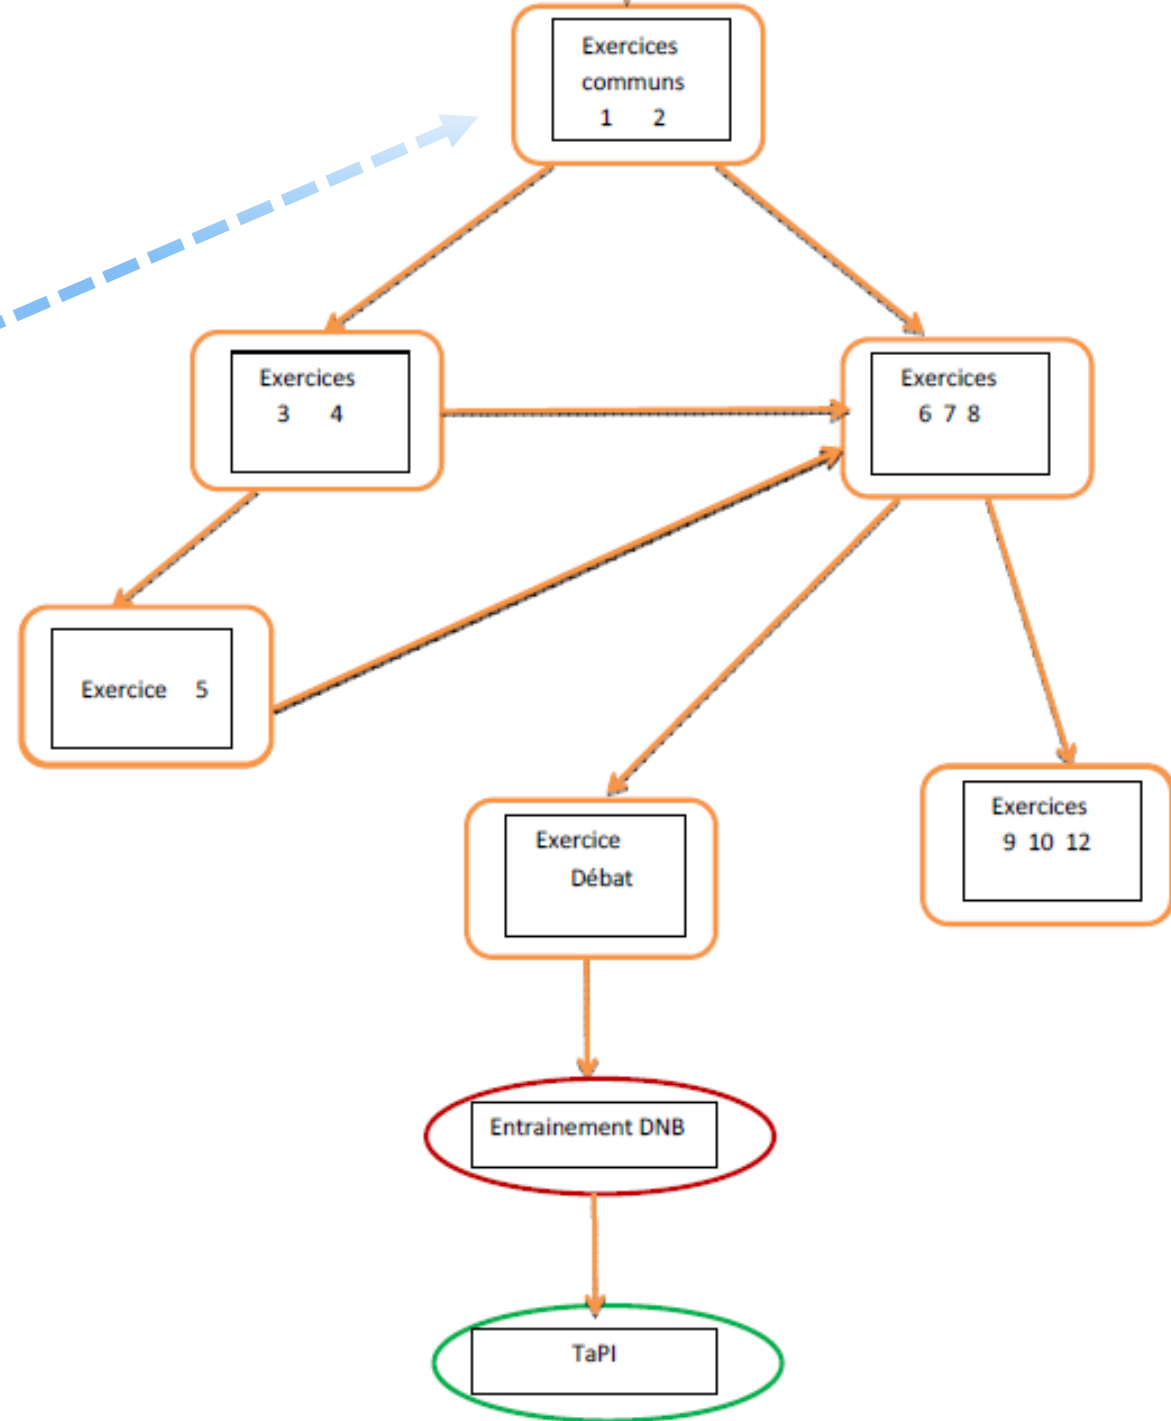 Exercices
communs
1 2
Exercices
3 4
Exercices
6 7 8
Exercice 5
Exercice
Débat
Exercices
9 10 12
Entrainement DNB
TaPI